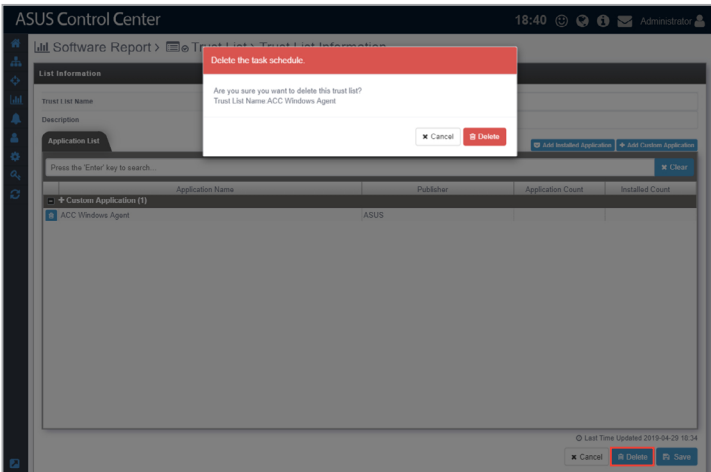 ASUS Control Center
18:40
Administrator
Software Report > Trust List > Trust List Information
Delete the task schedule.
List Information
Are you sure you want to delete this trust list?
Trust List Name ACC Windows Agent
Trust List Name
Description
Cancel
Delete
Application List
Add Installed Application
Add Custom Application
Press the 'Enter' key to search...
Clear
Application Name
Publisher
Application Count
Installed Count
Custom Application (1)
ACC Windows Agent
ASUS
Last Time Updated 2019-04-29 18:34
Cancel
Delete
Save